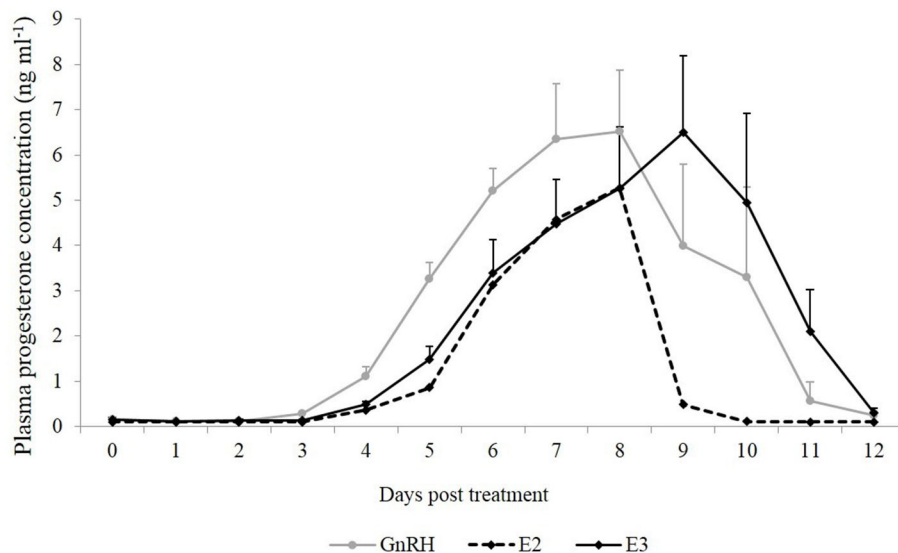 Plasma progesterone concentration (ng ml⁻¹)
9
8
7
6
5
4
3
2
1
0
0 1 2 3 4 5 6 7 8 9 10 11 12
Days post treatment
GnRH E2 E3